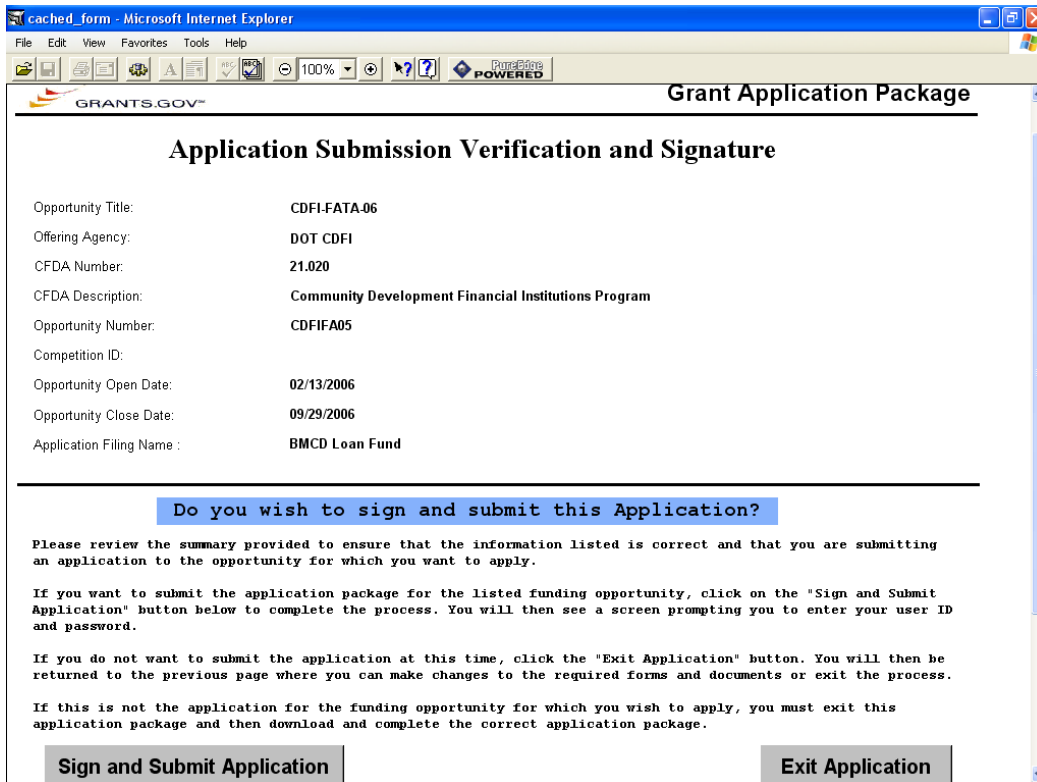 cached_form - Microsoft Internet Explorer
File Edit View Favorites Tools Help
A ABC ABC 100% ? ? PureEdge POWERED
GRANTS.GOV℠ Grant Application Package
Application Submission Verification and Signature
Opportunity Title: CDFI-FATA-06
Offering Agency: DOT CDFI
CFDA Number: 21.020
CFDA Description: Community Development Financial Institutions Program
Opportunity Number: CDFIFA05
Competition ID:
Opportunity Open Date: 02/13/2006
Opportunity Close Date: 09/29/2006
Application Filing Name : BMCD Loan Fund
Do you wish to sign and submit this Application?
Please review the summary provided to ensure that the information listed is correct and that you are submitting
an application to the opportunity for which you want to apply.
If you want to submit the application package for the listed funding opportunity, click on the "Sign and Submit
Application" button below to complete the process. You will then see a screen prompting you to enter your user ID
and password.
If you do not want to submit the application at this time, click the "Exit Application" button. You will then be
returned to the previous page where you can make changes to the required forms and documents or exit the process.
If this is not the application for the funding opportunity for which you wish to apply, you must exit this
application package and then download and complete the correct application package.
Sign and Submit Application Exit Application